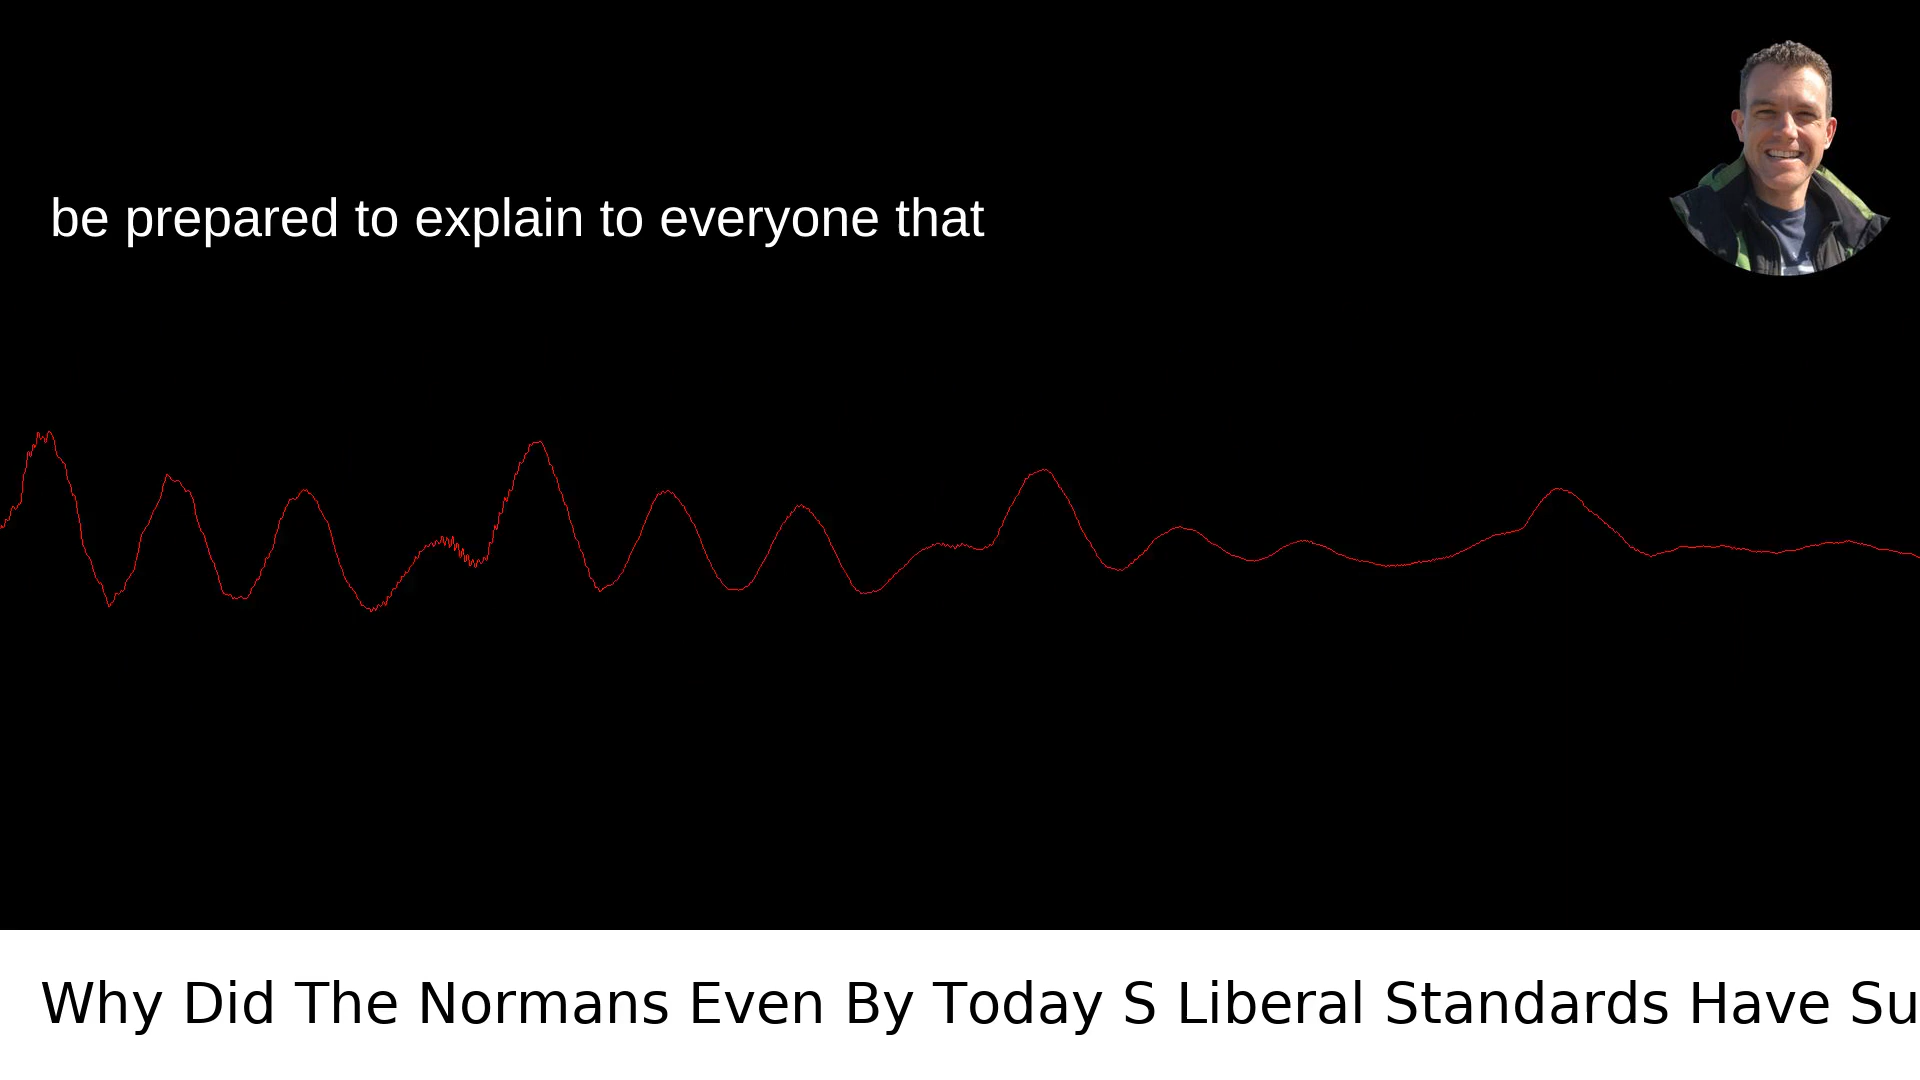 be prepared to explain to everyone that
Why Did The Normans Even By Today S Liberal Standards Have Su